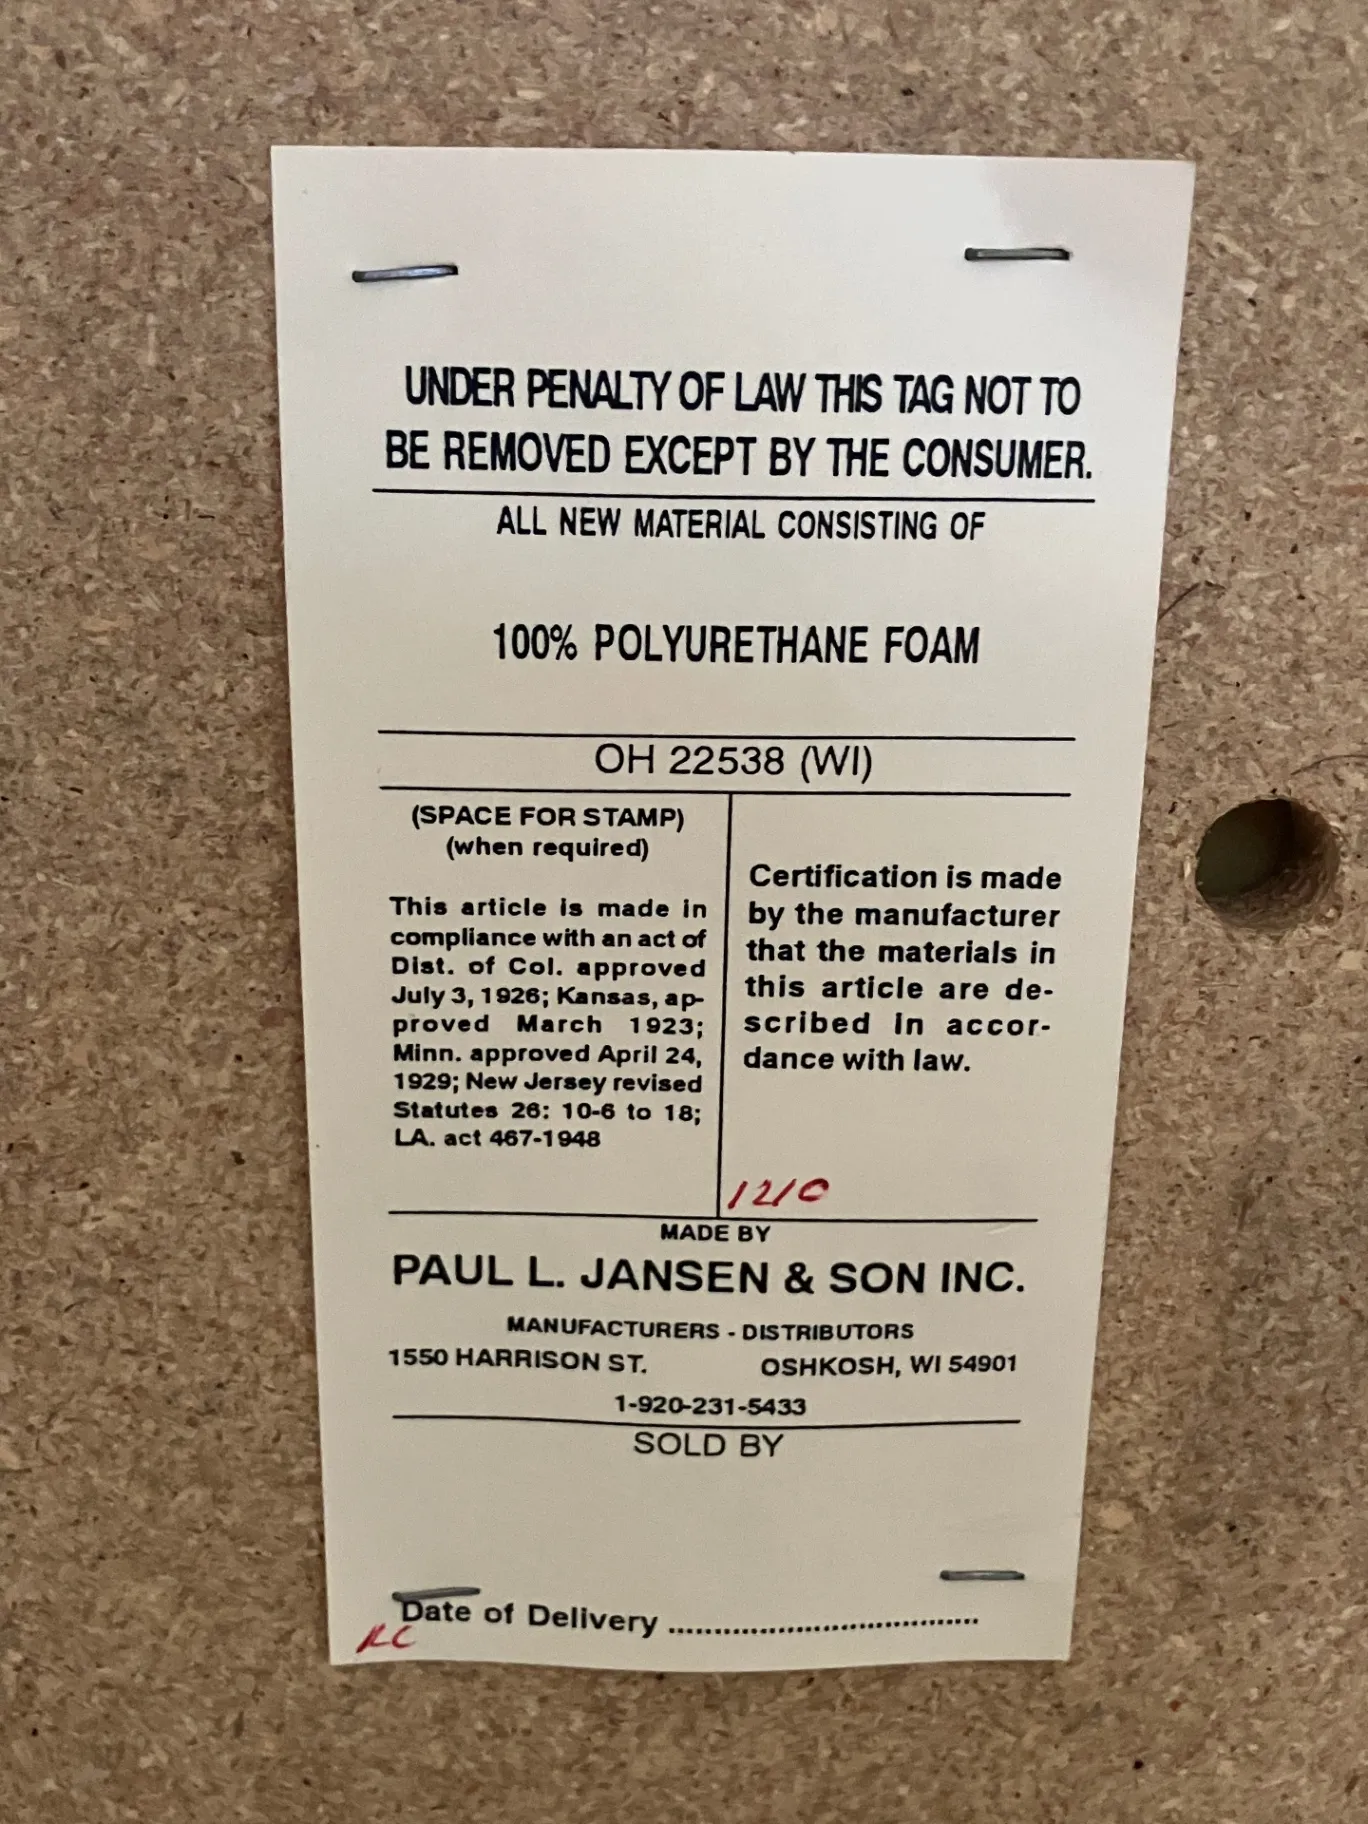 UNDER PENALTY OF LAW THIS TAG NOT TO
BE REMOVED EXCEPT BY THE CONSUMER.
ALL NEW MATERIAL CONSISTING OF
100% POLYURETHANE FOAM
OH 22538 (WI)
(SPACE FOR STAMP)
(when required)
This article is made in
compliance with an act of
Dist. of Col. approved
July 3, 1926; Kansas, ap-
proved March 1923;
Minn. approved April 24,
1929; New Jersey revised
Statutes 26: 10-6 to 18;
LA. act 467-1948
Certification is made
by the manufacturer
that the materials in
this article are de-
scribed in accor-
dance with law.
1210
MADE BY
PAUL L. JANSEN & SON INC.
MANUFACTURERS - DISTRIBUTORS
1550 HARRISON ST. OSHKOSH, WI 54901
1-920-231-5433
SOLD BY
Date of Delivery ..................................
RC